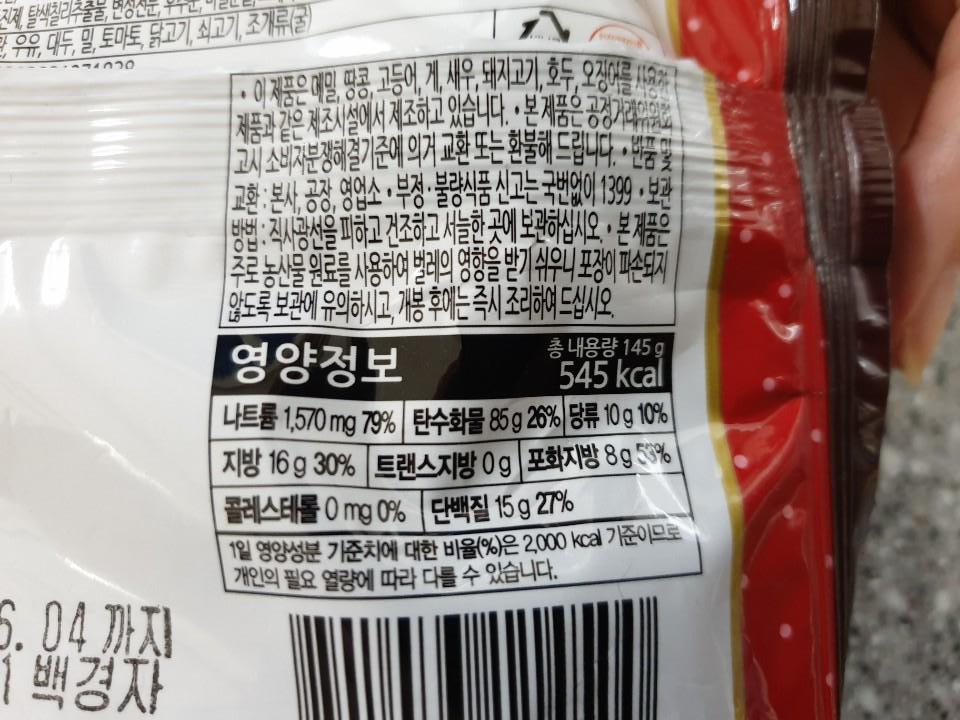 탈색칠리추출물, 변성전분,
우유, 대두, 밀, 토마토, 닭고기, 쇠고기, 조개류(굴)
• 이 제품은 메밀, 땅콩, 고등어, 게, 새우, 돼지고기, 호두, 오징어를 사용한
제품과 같은 제조시설에서 제조하고 있습니다. • 본 제품은 공정거래위원회
고시 소비자분쟁해결기준에 의거 교환 또는 환불해 드립니다. • 반품 및
교환 : 본사, 공장, 영업소 • 부정·불량식품 신고는 국번없이 1399 • 보관
방법 : 직사광선을 피하고 건조하고 서늘한 곳에 보관하십시오. • 본 제품은
주로 농산물 원료를 사용하여 벌레의 영향을 받기 쉬우니 포장이 파손되지
않도록 보관에 유의하시고, 개봉 후에는 즉시 조리하여 드십시오.
영양정보 총 내용량 145 g
545 kcal
나트륨 1,570 mg 79% 탄수화물 85 g 26% 당류 10 g 10%
지방 16 g 30% 트랜스지방 0 g 포화지방 8 g
콜레스테롤 0 mg 0% 단백질 15 g 27%
1일 영양성분 기준치에 대한 비율(%)은 2,000 kcal 기준이므로
개인의 필요 열량에 따라 다를 수 있습니다.
6. 04 까지
1 백경자